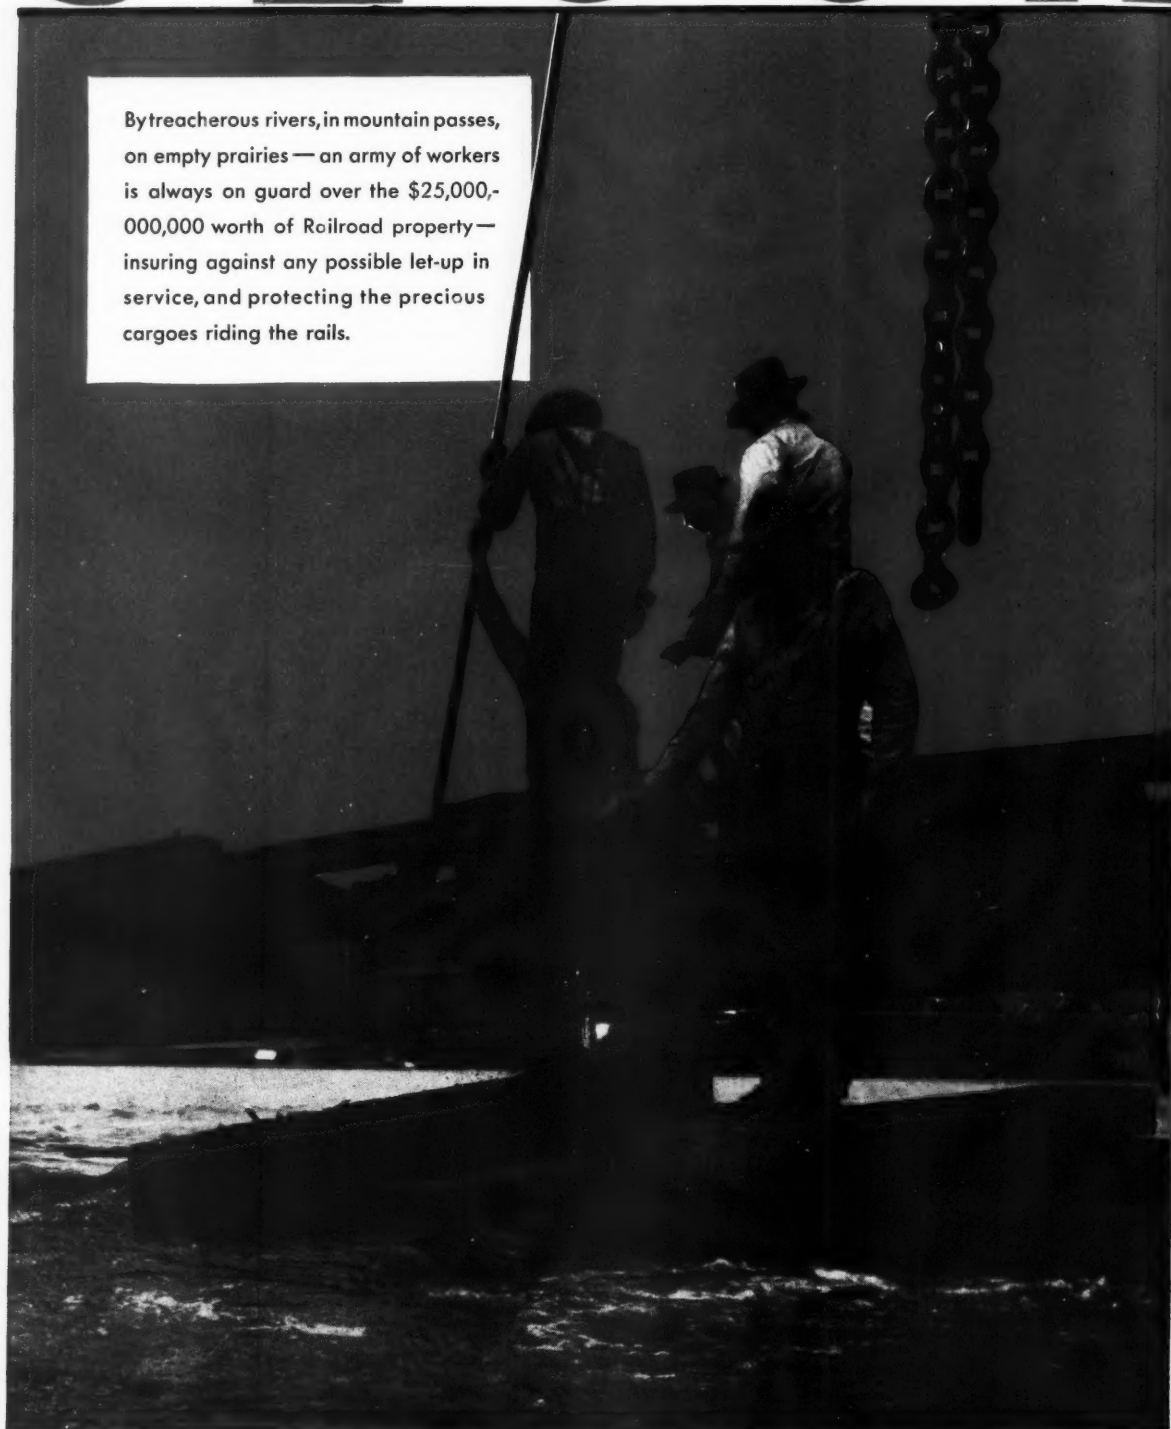 By treacherous rivers, in mountain passes,
on empty prairies — an army of workers
is always on guard over the $25,000,-
000,000 worth of Railroad property—
insuring against any possible let-up in
service, and protecting the precious
cargoes riding the rails.